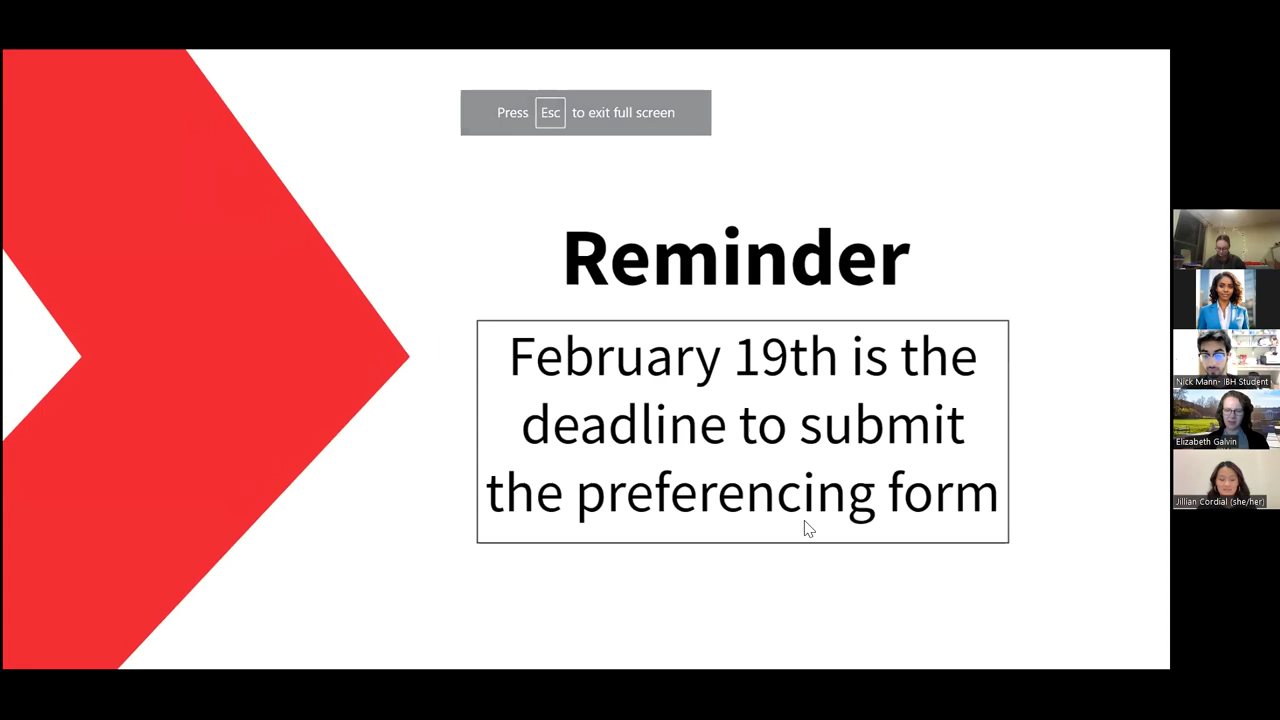 Press Esc to exit full screen
Reminder
February 19th is the
deadline to submit
the preferencing form
Nick Mann- IBH Student
Elizabeth Galvin
Jillian Cordial (she/her)